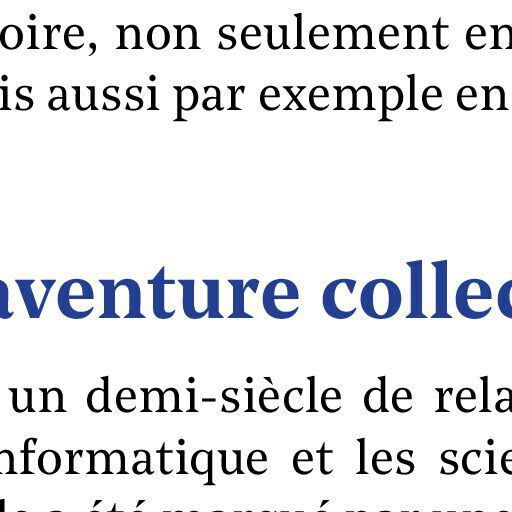 oire, non seulement en
is aussi par exemple en
aventure collec
un demi-siècle de rela
nformatique et les scie